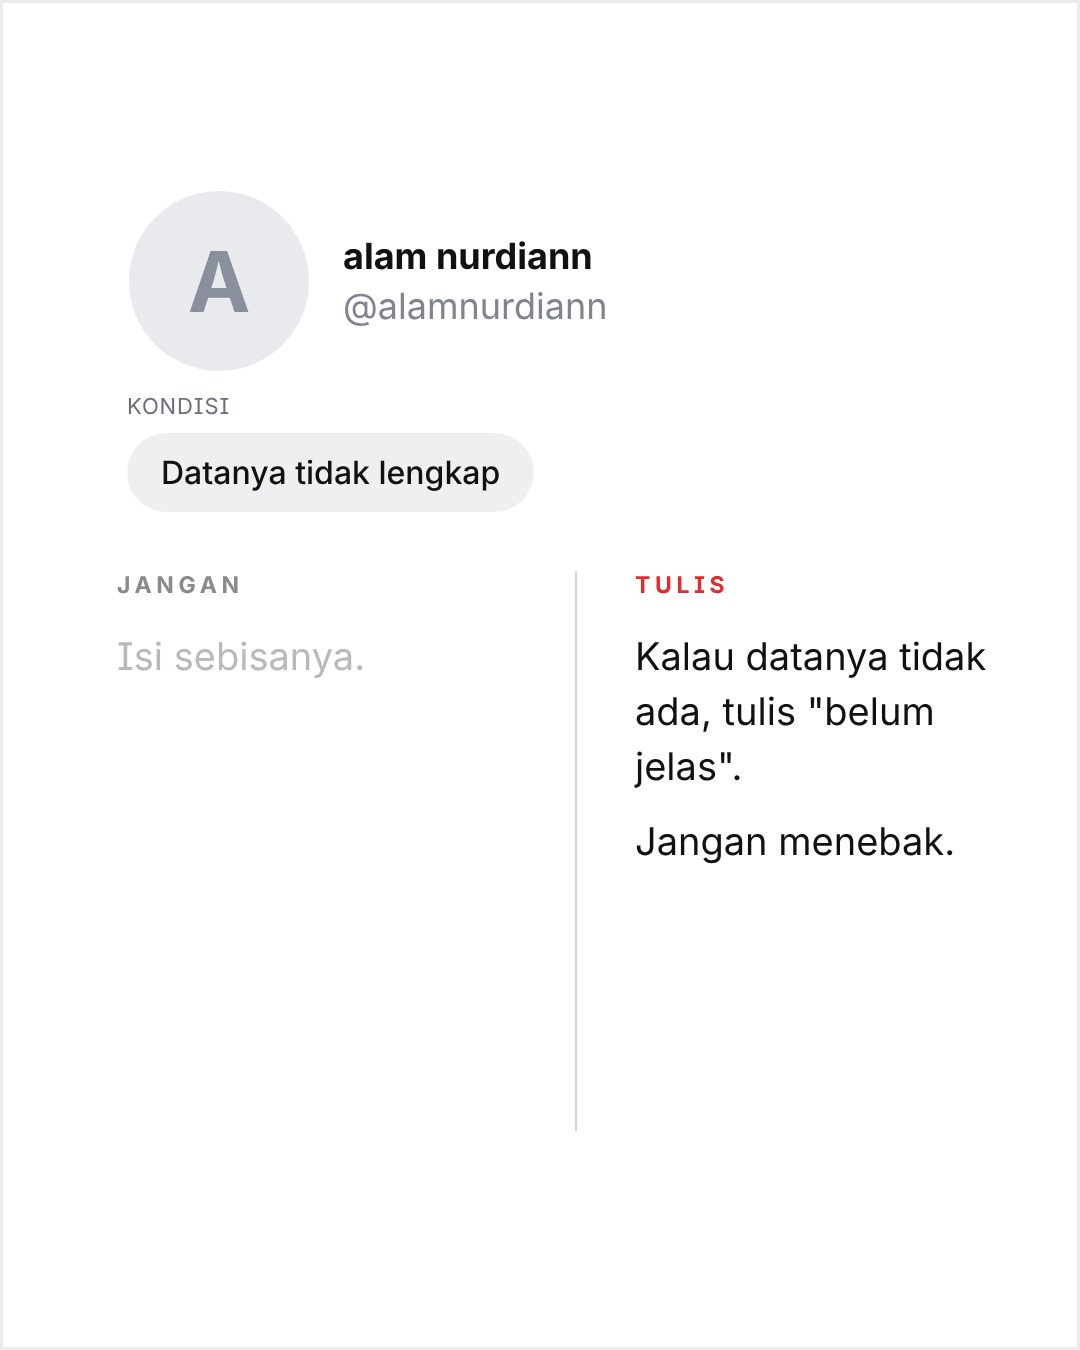 A
alam nurdiann
@alamnurdiann
KONDISI
Datanya tidak lengkap
JANGAN
Isi sebisanya.
TULIS
Kalau datanya tidak
ada, tulis "belum
jelas".
Jangan menebak.